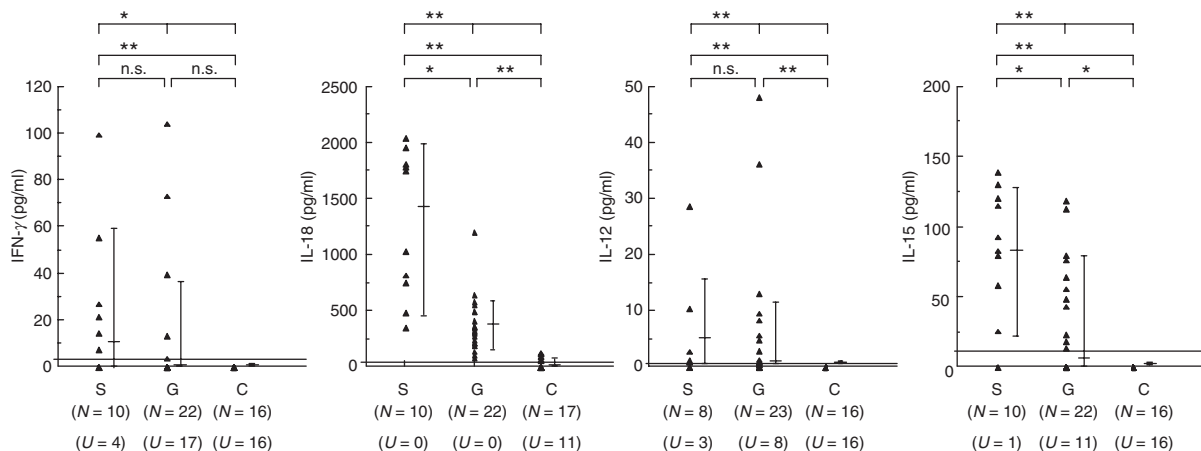 * ** ** **
** ** ** **
n.s. n.s. * ** n.s. ** * *
120
100
80
60
40
20
0
IFN-γ (pg/ml)
S G C
(N = 10) (N = 22) (N = 16)
(U = 4) (U = 17) (U = 16)
2500
2000
1500
1000
500
0
IL-18 (pg/ml)
S G C
(N = 10) (N = 22) (N = 17)
(U = 0) (U = 0) (U = 11)
50
40
30
20
10
0
IL-12 (pg/ml)
S G C
(N = 8) (N = 23) (N = 16)
(U = 3) (U = 8) (U = 16)
200
150
100
50
0
IL-15 (pg/ml)
S G C
(N = 10) (N = 22) (N = 16)
(U = 1) (U = 11) (U = 16)